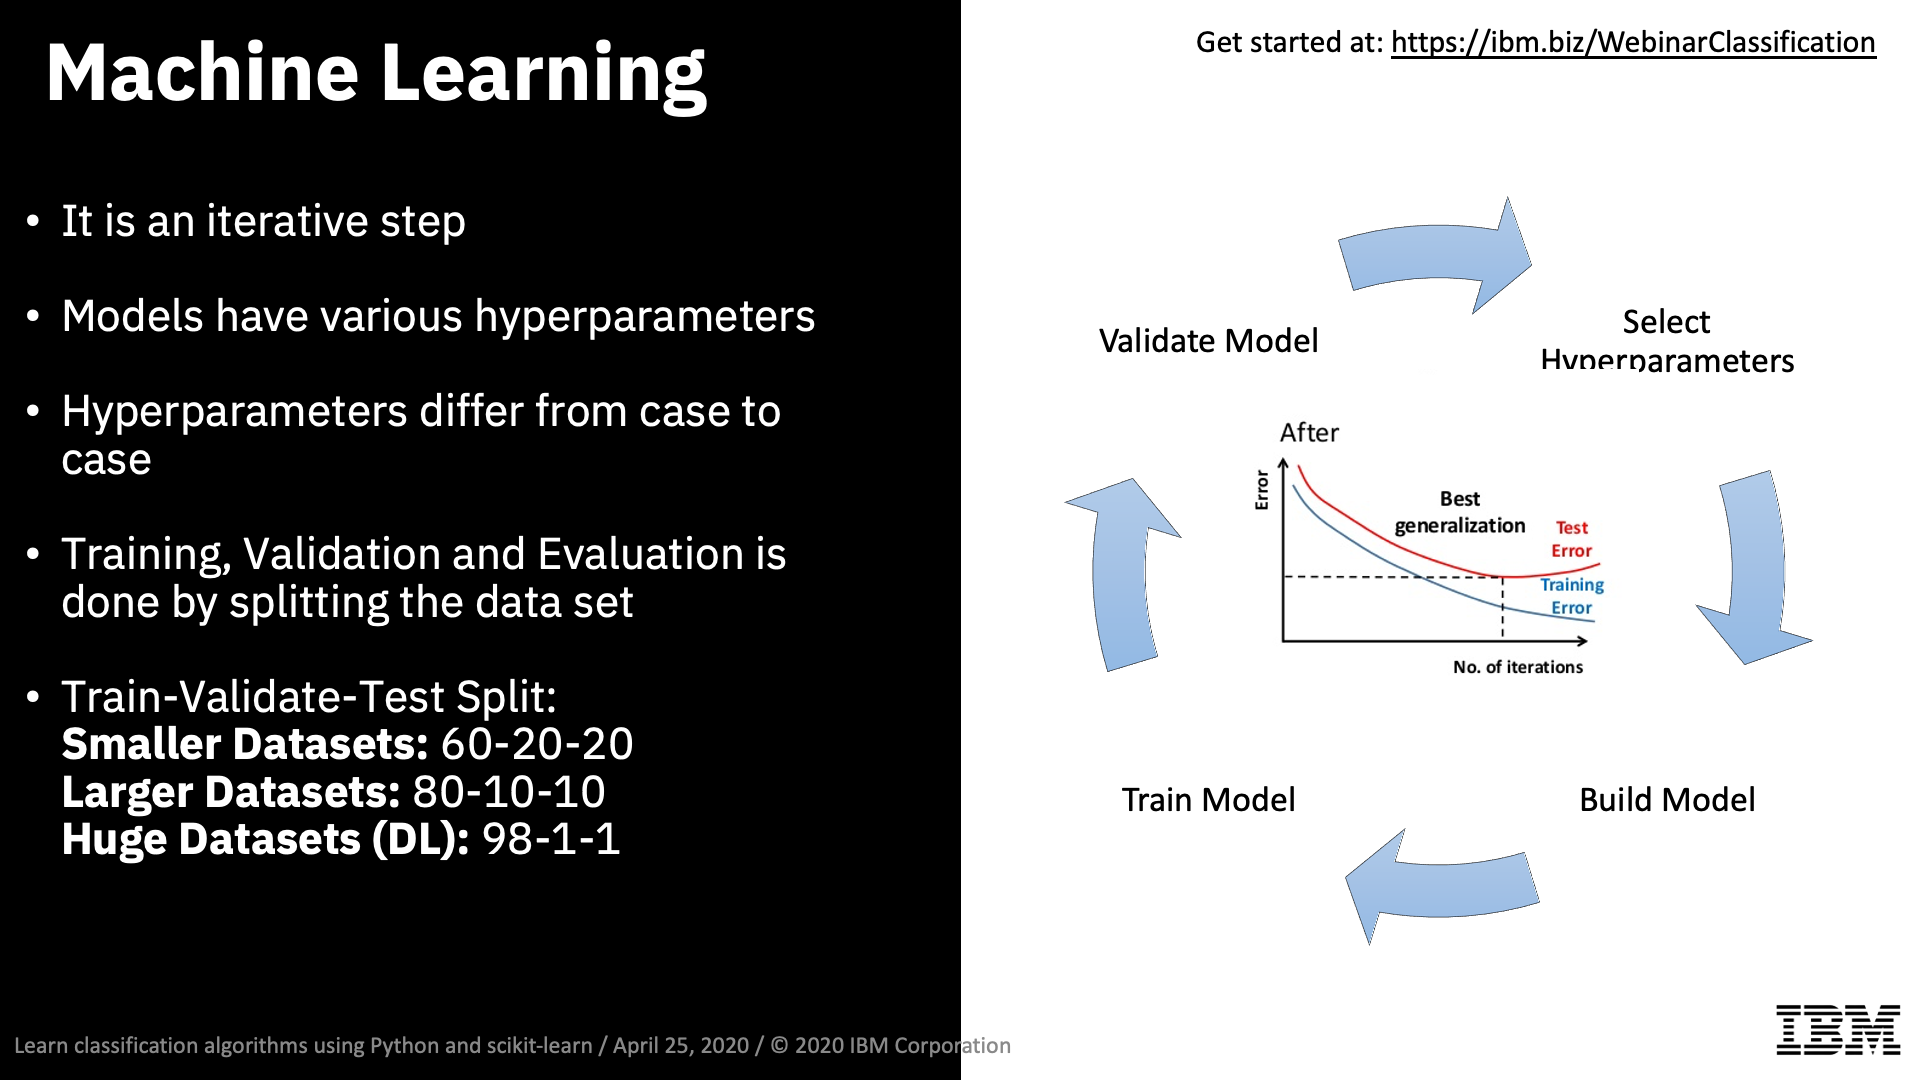 Machine Learning
Get started at: https://ibm.biz/WebinarClassification
• It is an iterative step
• Models have various hyperparameters
• Hyperparameters differ from case to
case
• Training, Validation and Evaluation is
done by splitting the data set
• Train-Validate-Test Split:
Smaller Datasets: 60-20-20
Larger Datasets: 80-10-10
Huge Datasets (DL): 98-1-1
Validate Model
Select
Hyperparameters
After
Error
Best
generalization
Test
Error
Training
Error
No. of iterations
Train Model
Build Model
Learn classification algorithms using Python and scikit-learn / April 25, 2020 / © 2020 IBM Corporation
IBM